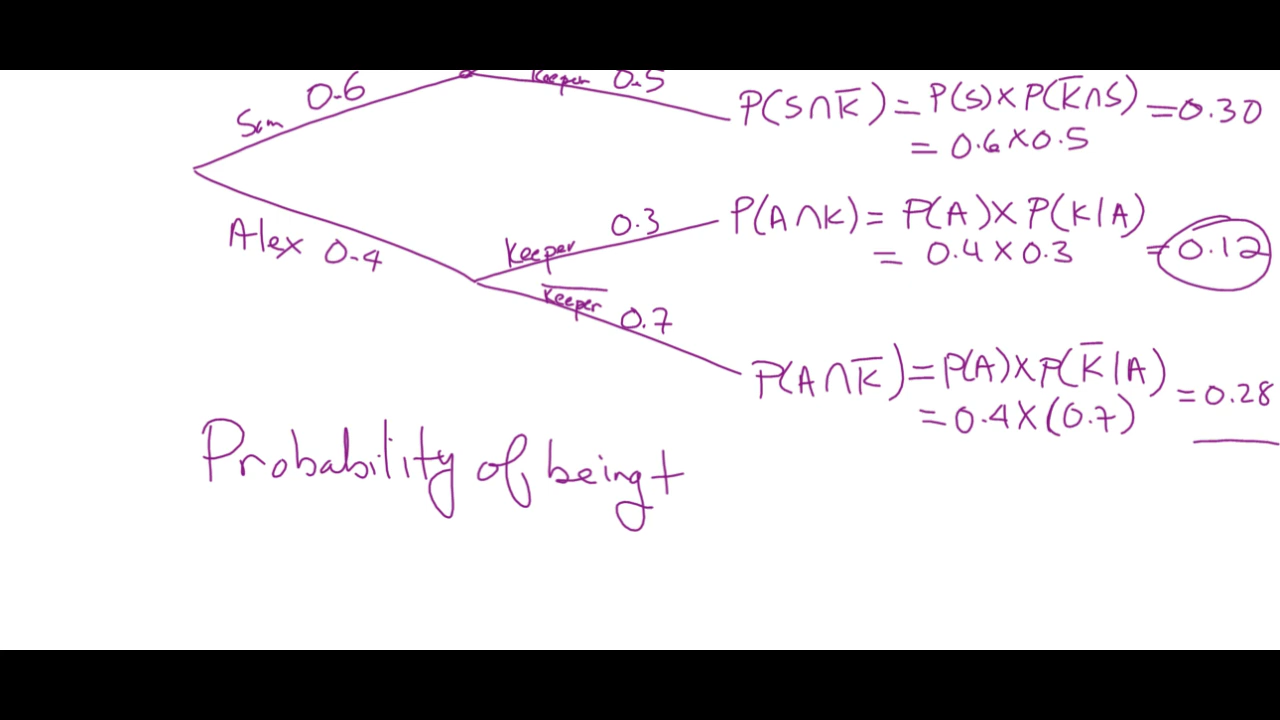 0.6
Sam
Keeper 0.5
P(S∩K̅) = P(S)×P(K̅∩S) = 0.30
= 0.6×0.5
Alex 0.4
Keeper 0.3
P(A∩K) = P(A)×P(K|A)
= 0.4×0.3 = 0.12
K̅e̅e̅p̅e̅r̅ 0.7
P(A∩K̅) = P(A)×P(K̅|A) = 0.28
= 0.4×(0.7)
Probability of being t